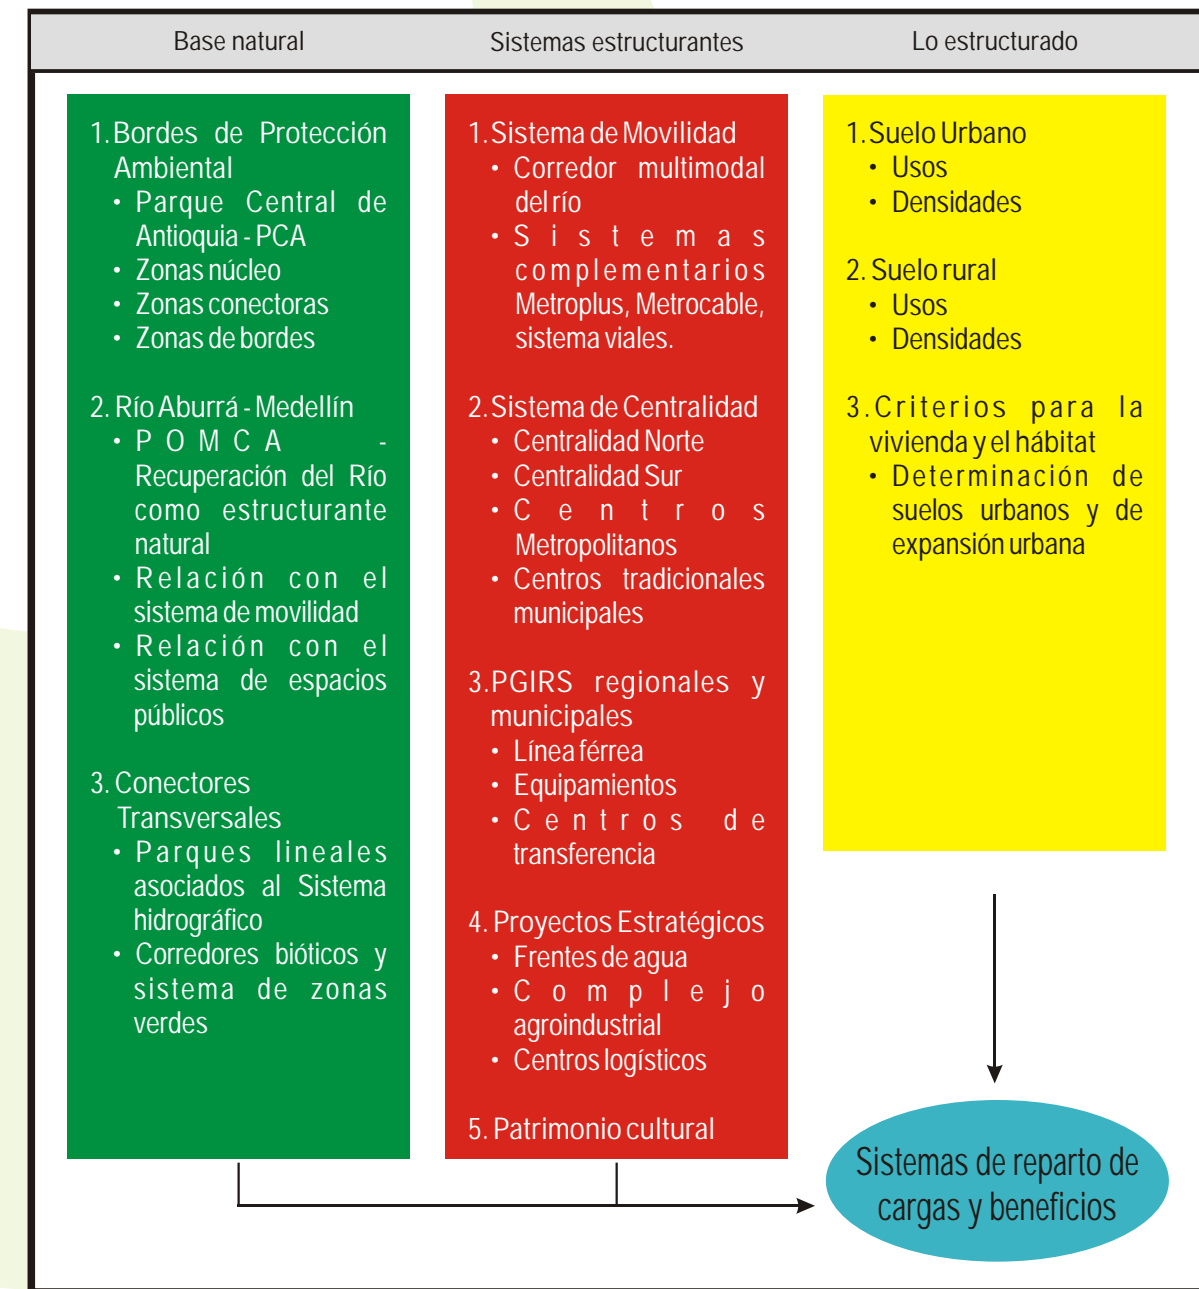 Base natural
Sistemas estructurantes
Lo estructurado
1. Bordes de Protección
Ambiental
• Parque Central de
Antioquia - PCA
• Zonas núcleo
• Zonas conectoras
• Zonas de bordes
2. Río Aburrá - Medellín
• POMCA -
Recuperación del Río
como estructurante
natural
• Relación con el
sistema de movilidad
• Relación con el
sistema de espacios
públicos
3. Conectores
Transversales
• Parques lineales
asociados al Sistema
hidrográfico
• Corredores bióticos y
sistema de zonas
verdes
1. Sistema de Movilidad
• Corredor multimodal
del río
• Sistemas
complementarios
Metroplus, Metrocable,
sistema viales.
2. Sistema de Centralidad
• Centralidad Norte
• Centralidad Sur
• Centros
Metropolitanos
• Centros tradicionales
municipales
3. PGIRS regionales y
municipales
• Línea férrea
• Equipamientos
• Centros de
transferencia
4. Proyectos Estratégicos
• Frentes de agua
• Complejo
agroindustrial
• Centros logísticos
5. Patrimonio cultural
1. Suelo Urbano
• Usos
• Densidades
2. Suelo rural
• Usos
• Densidades
3. Criterios para la
vivienda y el hábitat
• Determinación de
suelos urbanos y de
expansión urbana
Sistemas de reparto de
cargas y beneficios